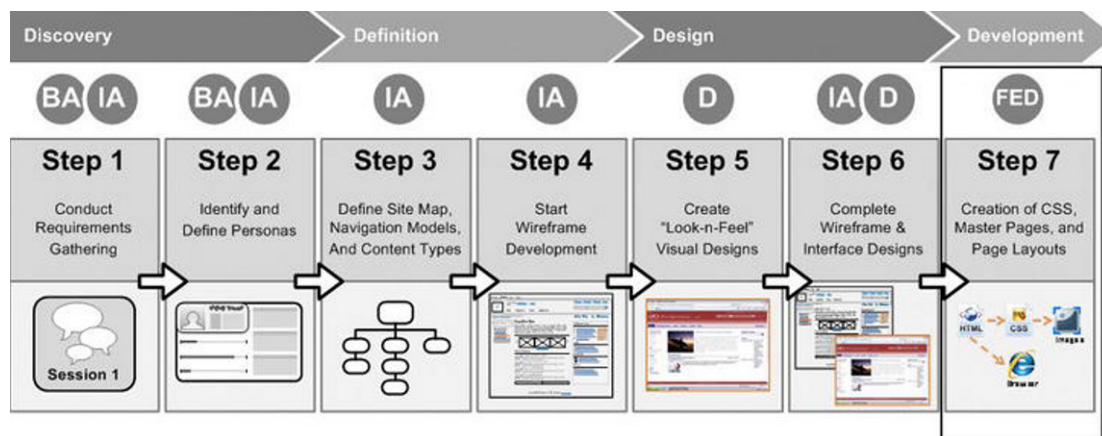 Discovery
Definition
Design
Development
BA IA
BA IA
IA
IA
D
IA D
FED
Step 1
Conduct
Requirements
Gathering
Session 1
Step 2
Identify and
Define Personas
Step 3
Define Site Map,
Navigation Models,
And Content Types
Step 4
Start
Wireframe
Development
Step 5
Create
"Look-n-Feel"
Visual Designs
Step 6
Complete
Wireframe &
Interface Designs
Step 7
Creation of CSS,
Master Pages, and
Page Layouts
HTML
CSS
Images
Browser